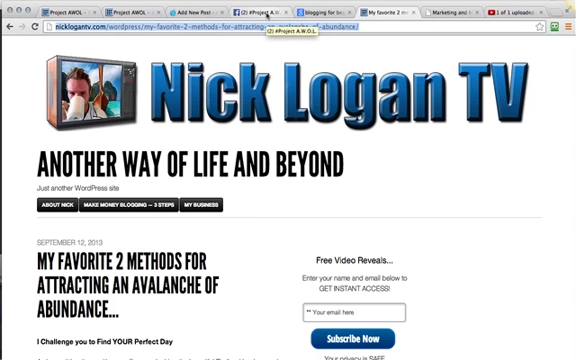 Project AWOL -
Project AWOL -
Add New Post -
(2) #Project A.W.
blogging for be
My favorite 2 m
Marketing and
1 of 1 upload
nicklogantv.com/wordpress/my-favorite-2-methods-for-attracting-an-avalanche-of-abundance/
(2) #Project A.W.O.L.
Nick Logan TV
ANOTHER WAY OF LIFE AND BEYOND
Just another WordPress site
ABOUT NICK
MAKE MONEY BLOGGING – 3 STEPS
MY BUSINESS
SEPTEMBER 12, 2013
MY FAVORITE 2 METHODS FOR
ATTRACTING AN AVALANCHE OF
ABUNDANCE...
I Challenge you to Find YOUR Perfect Day
Free Video Reveals...
Enter your name and email below to
GET INSTANT ACCESS!
** Your email here
Subscribe Now
Your privacy is SAFE